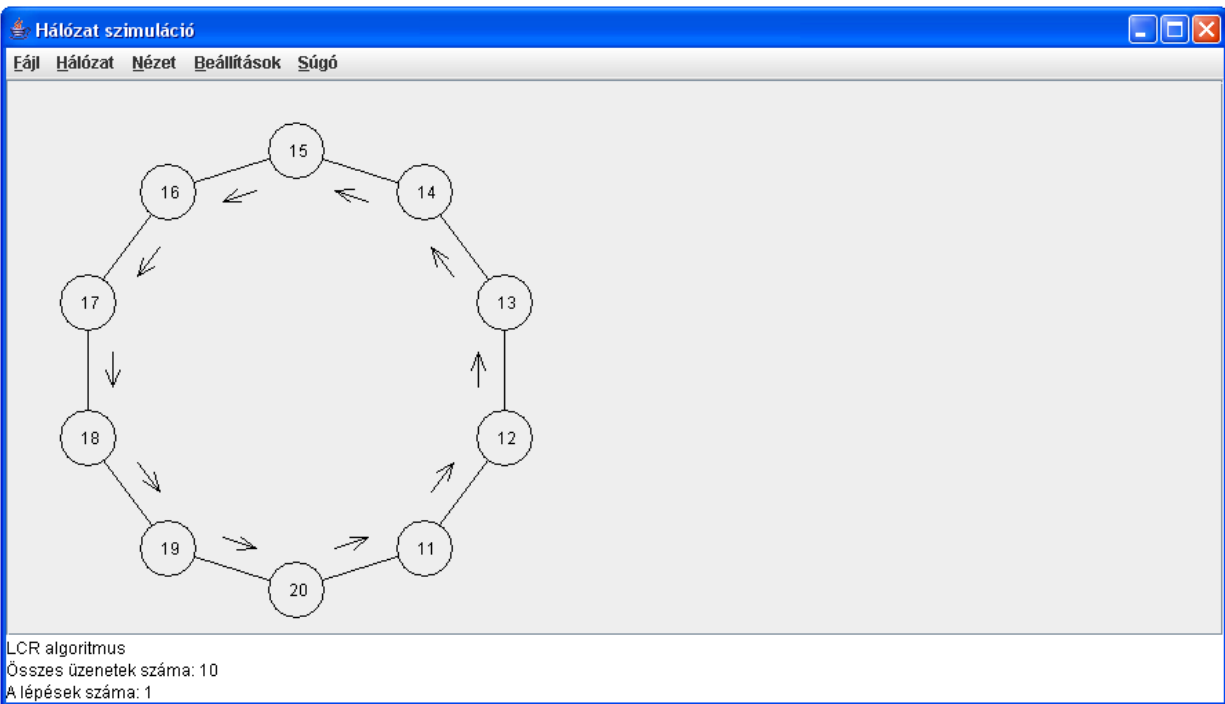 Hálózat szimuláció
Fájl Hálózat Nézet Beállítások Súgó
15
16
14
17
13
18
12
19
11
20
LCR algoritmus
Összes üzenetek száma: 10
A lépések száma: 1